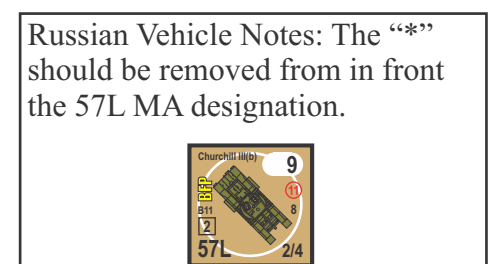 Russian Vehicle Notes: The “*”
should be removed from in front
the 57L MA designation.
Churchill III(b)
9
BFP
11
B11
8
2
57L
2/4